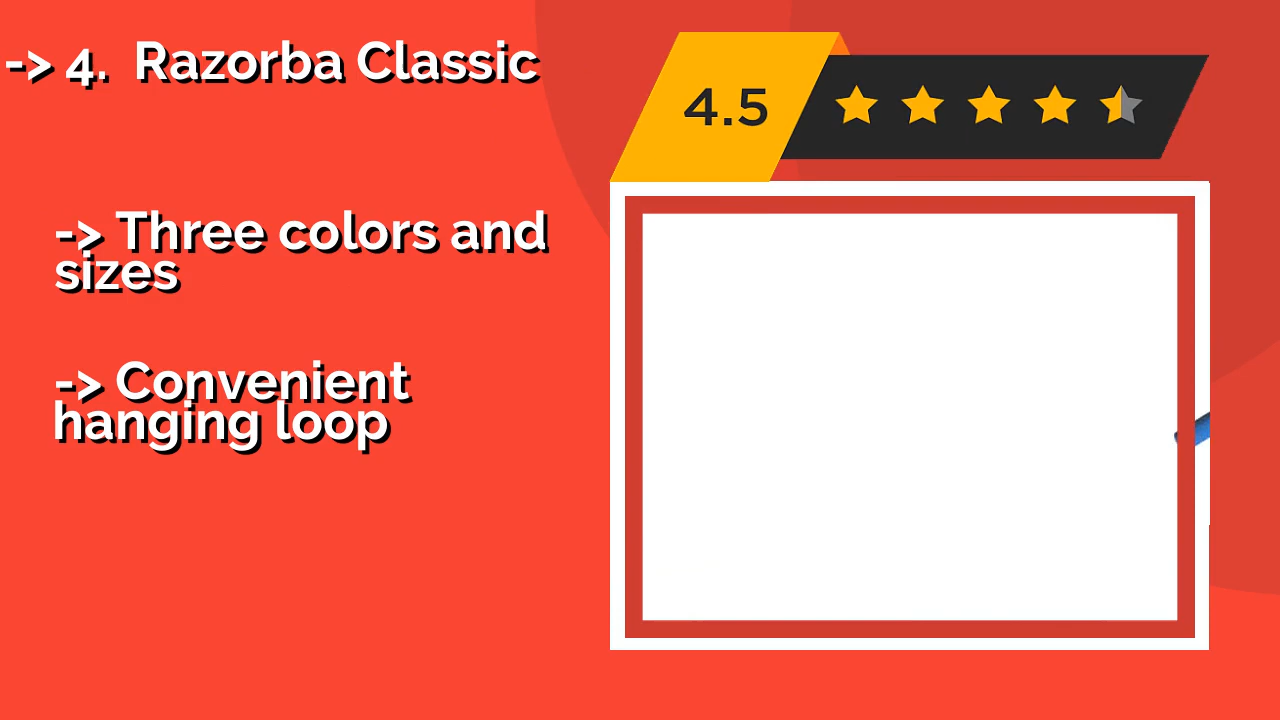 -> 4.  Razorba Classic
4.5
-> Three colors and
sizes
-> Convenient
hanging loop